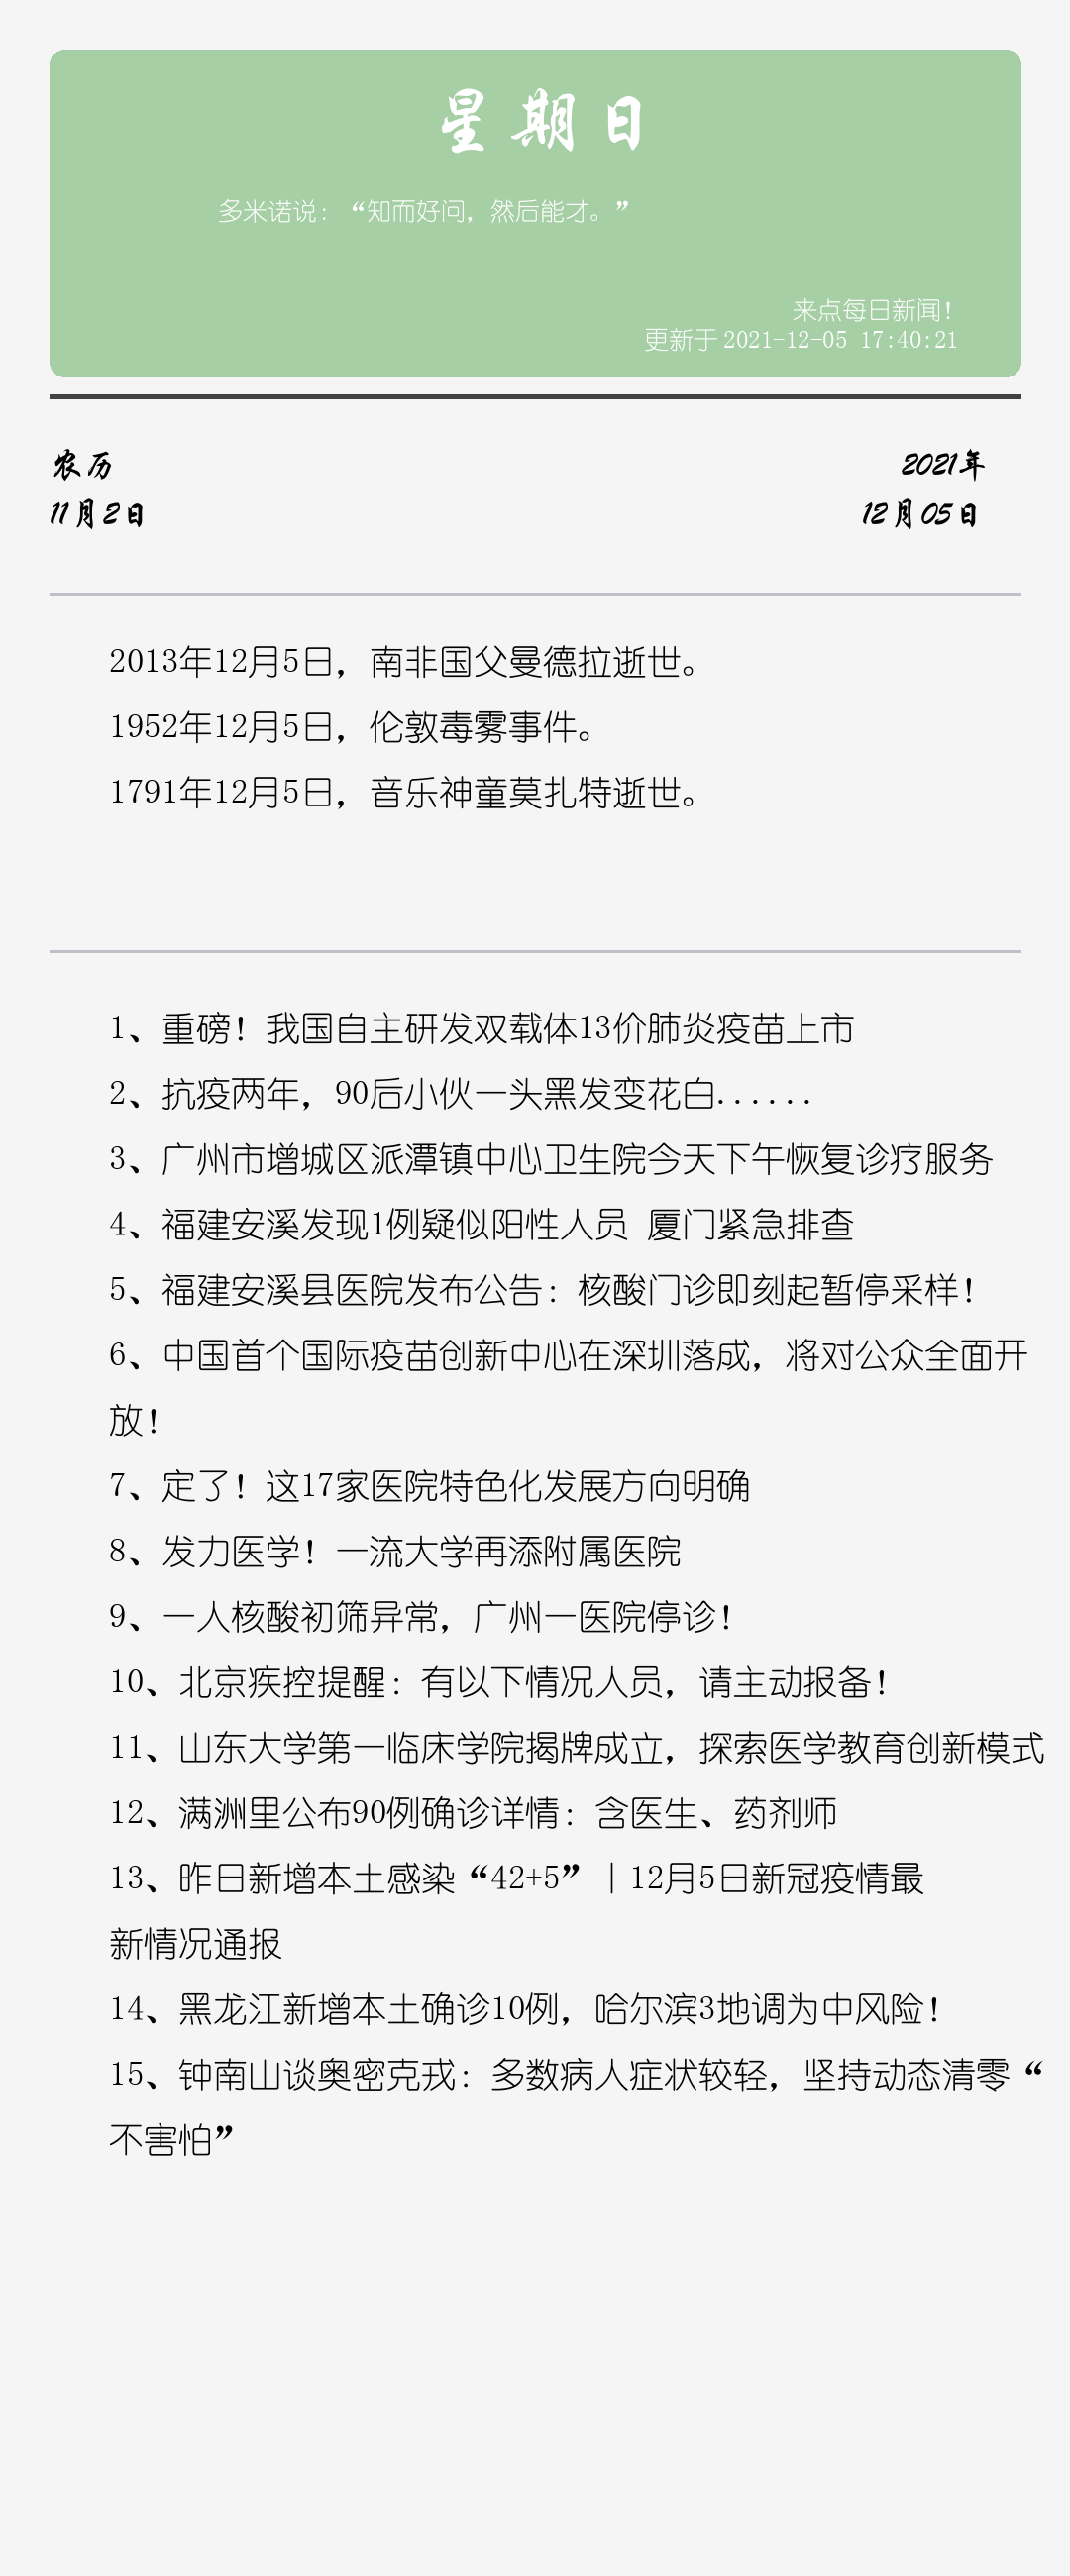 星期日
多米诺说：“知而好问，然后能才。”
来点每日新闻！
更新于2021-12-05 17:40:21
农历
2021年
11月2日
12月05日
2013年12月5日，南非国父曼德拉逝世。
1952年12月5日，伦敦毒雾事件。
1791年12月5日，音乐神童莫扎特逝世。
1、重磅！我国自主研发双载体13价肺炎疫苗上市
2、抗疫两年，90后小伙一头黑发变花白......
3、广州市增城区派潭镇中心卫生院今天下午恢复诊疗服务
4、福建安溪发现1例疑似阳性人员 厦门紧急排查
5、福建安溪县医院发布公告：核酸门诊即刻起暂停采样！
6、中国首个国际疫苗创新中心在深圳落成，将对公众全面开
放！
7、定了！这17家医院特色化发展方向明确
8、发力医学！一流大学再添附属医院
9、一人核酸初筛异常，广州一医院停诊！
10、北京疾控提醒：有以下情况人员，请主动报备！
11、山东大学第一临床学院揭牌成立，探索医学教育创新模式
12、满洲里公布90例确诊详情：含医生、药剂师
13、昨日新增本土感染“42+5”｜12月5日新冠疫情最
新情况通报
14、黑龙江新增本土确诊10例，哈尔滨3地调为中风险！
15、钟南山谈奥密克戎：多数病人症状较轻，坚持动态清零“
不害怕”